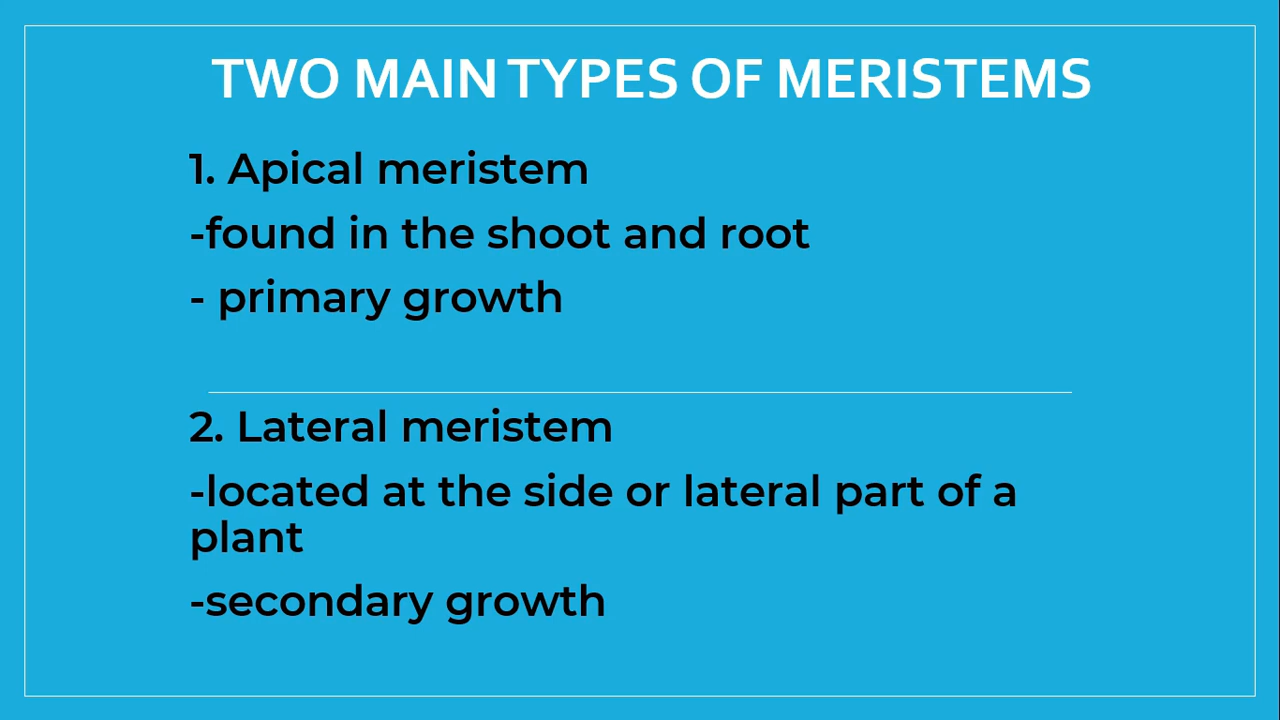 TWO MAIN TYPES OF MERISTEMS
1. Apical meristem
-found in the shoot and root
- primary growth
2. Lateral meristem
-located at the side or lateral part of a
plant
-secondary growth